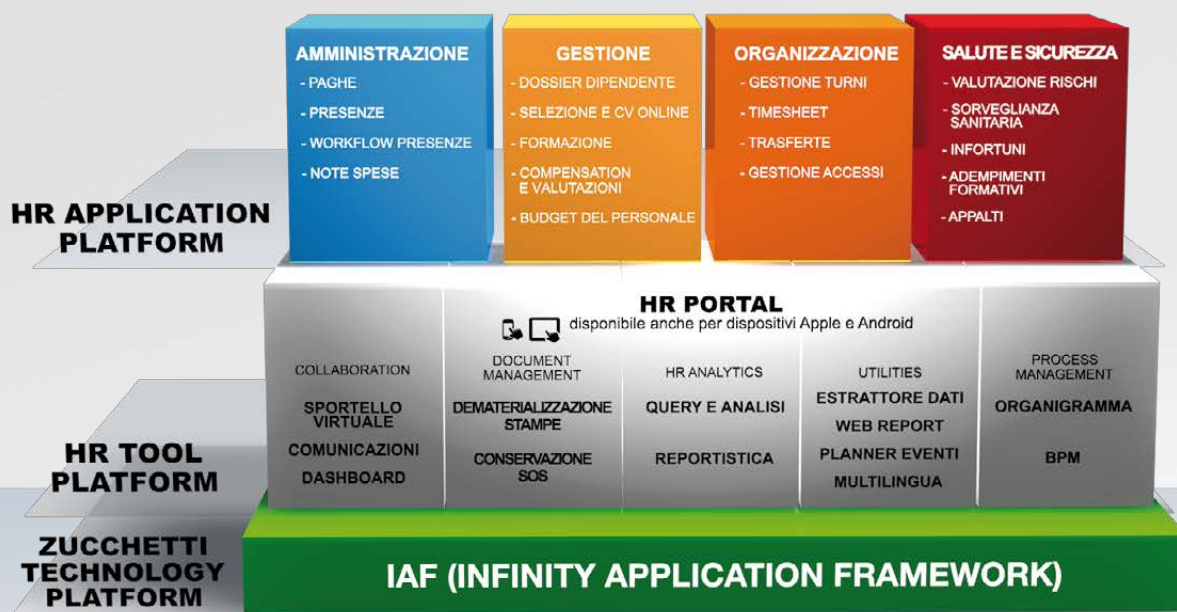 AMMINISTRAZIONE
- PAGHE
- PRESENZE
- WORKFLOW PRESENZE
- NOTE SPESE
GESTIONE
- DOSSIER DIPENDENTE
- SELEZIONE E CV ONLINE
- FORMAZIONE
- COMPENSATION
E VALUTAZIONI
- BUDGET DEL PERSONALE
ORGANIZZAZIONE
- GESTIONE TURNI
- TIMESHEET
- TRASFERTE
- GESTIONE ACCESSI
SALUTE E SICUREZZA
- VALUTAZIONE RISCHI
- SORVEGLIANZA
SANITARIA
- INFORTUNI
- ADEMPIMENTI
FORMATIVI
- APPALTI
HR APPLICATION
PLATFORM
HR PORTAL
disponibile anche per dispositivi Apple e Android
COLLABORATION
SPORTELLO
VIRTUALE
COMUNICAZIONI
DASHBOARD
DOCUMENT
MANAGEMENT
DEMATERIALIZZAZIONE
STAMPE
CONSERVAZIONE
SOS
HR ANALYTICS
QUERY E ANALISI
REPORTISTICA
UTILITIES
ESTRATTORE DATI
WEB REPORT
PLANNER EVENTI
MULTILINGUA
PROCESS
MANAGEMENT
ORGANIGRAMMA
BPM
HR TOOL
PLATFORM
ZUCCHETTI
TECHNOLOGY
PLATFORM
IAF (INFINITY APPLICATION FRAMEWORK)